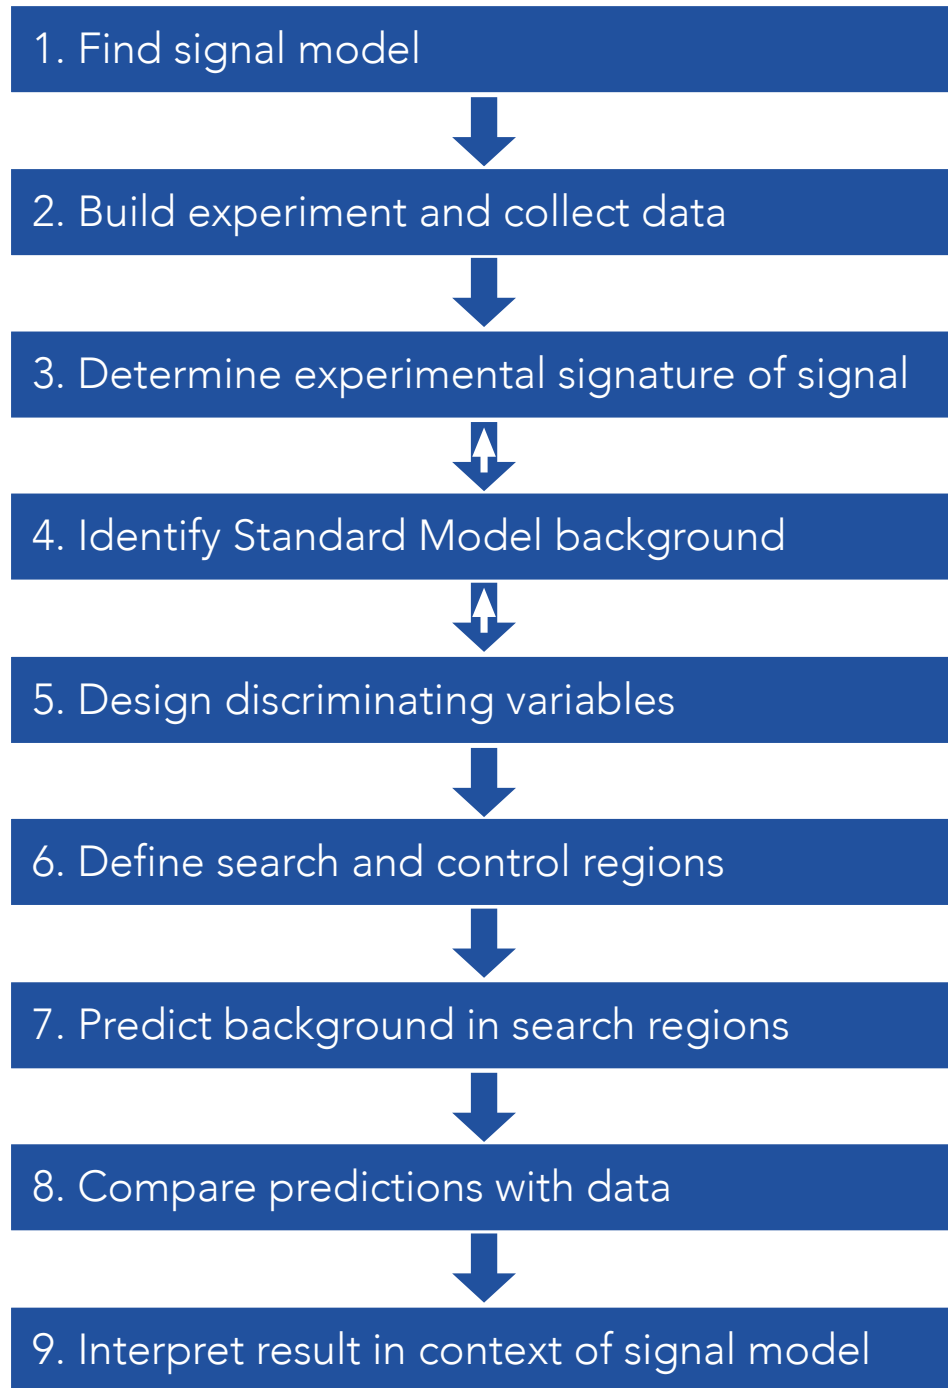 1. Find signal model
2. Build experiment and collect data
3. Determine experimental signature of signal
4. Identify Standard Model background
5. Design discriminating variables
6. Define search and control regions
7. Predict background in search regions
8. Compare predictions with data
9. Interpret result in context of signal model